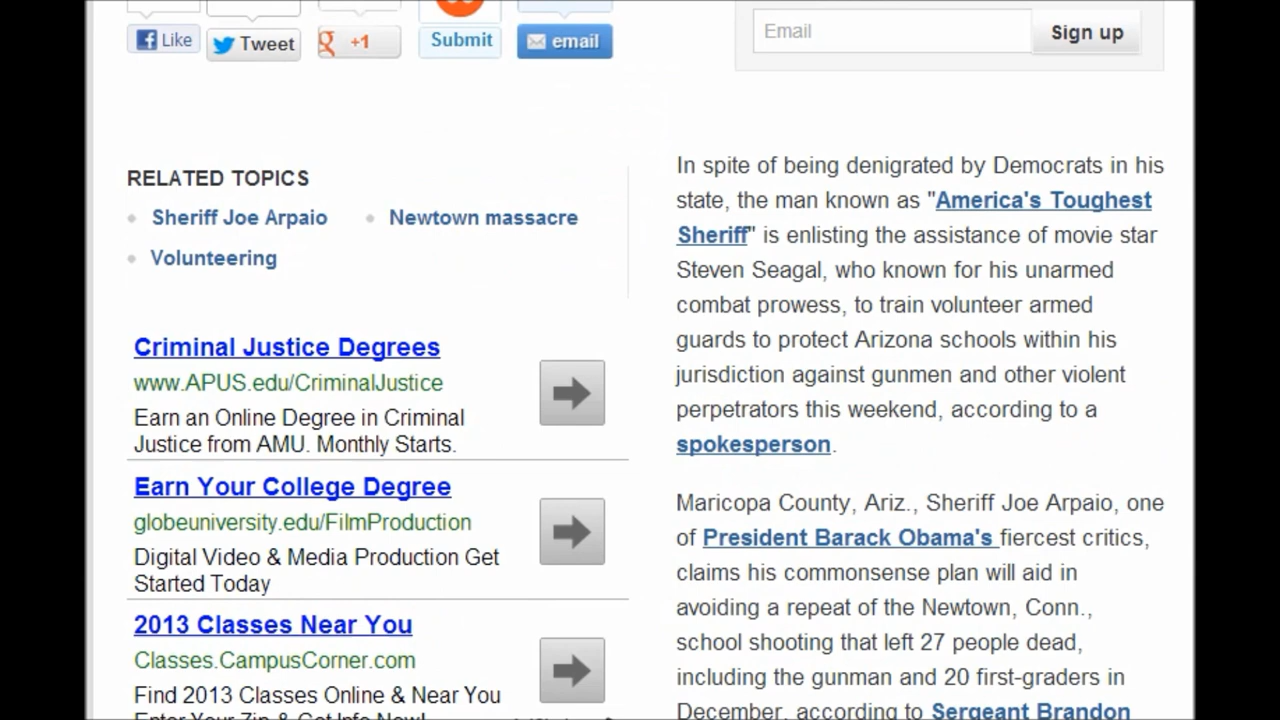 Like
Tweet
+1
Submit
email
Email
Sign up
RELATED TOPICS
Sheriff Joe Arpaio
Newtown massacre
Volunteering
Criminal Justice Degrees
www.APUS.edu/CriminalJustice
Earn an Online Degree in Criminal
Justice from AMU. Monthly Starts.
Earn Your College Degree
globeuniversity.edu/FilmProduction
Digital Video & Media Production Get
Started Today
2013 Classes Near You
Classes.CampusCorner.com
Find 2013 Classes Online & Near You
Enter Your Zip & Get Info Now!
In spite of being denigrated by Democrats in his
state, the man known as "America's Toughest
Sheriff" is enlisting the assistance of movie star
Steven Seagal, who known for his unarmed
combat prowess, to train volunteer armed
guards to protect Arizona schools within his
jurisdiction against gunmen and other violent
perpetrators this weekend, according to a
spokesperson.
Maricopa County, Ariz., Sheriff Joe Arpaio, one
of President Barack Obama's fiercest critics,
claims his commonsense plan will aid in
avoiding a repeat of the Newtown, Conn.,
school shooting that left 27 people dead,
including the gunman and 20 first-graders in
December, according to Sergeant Brandon